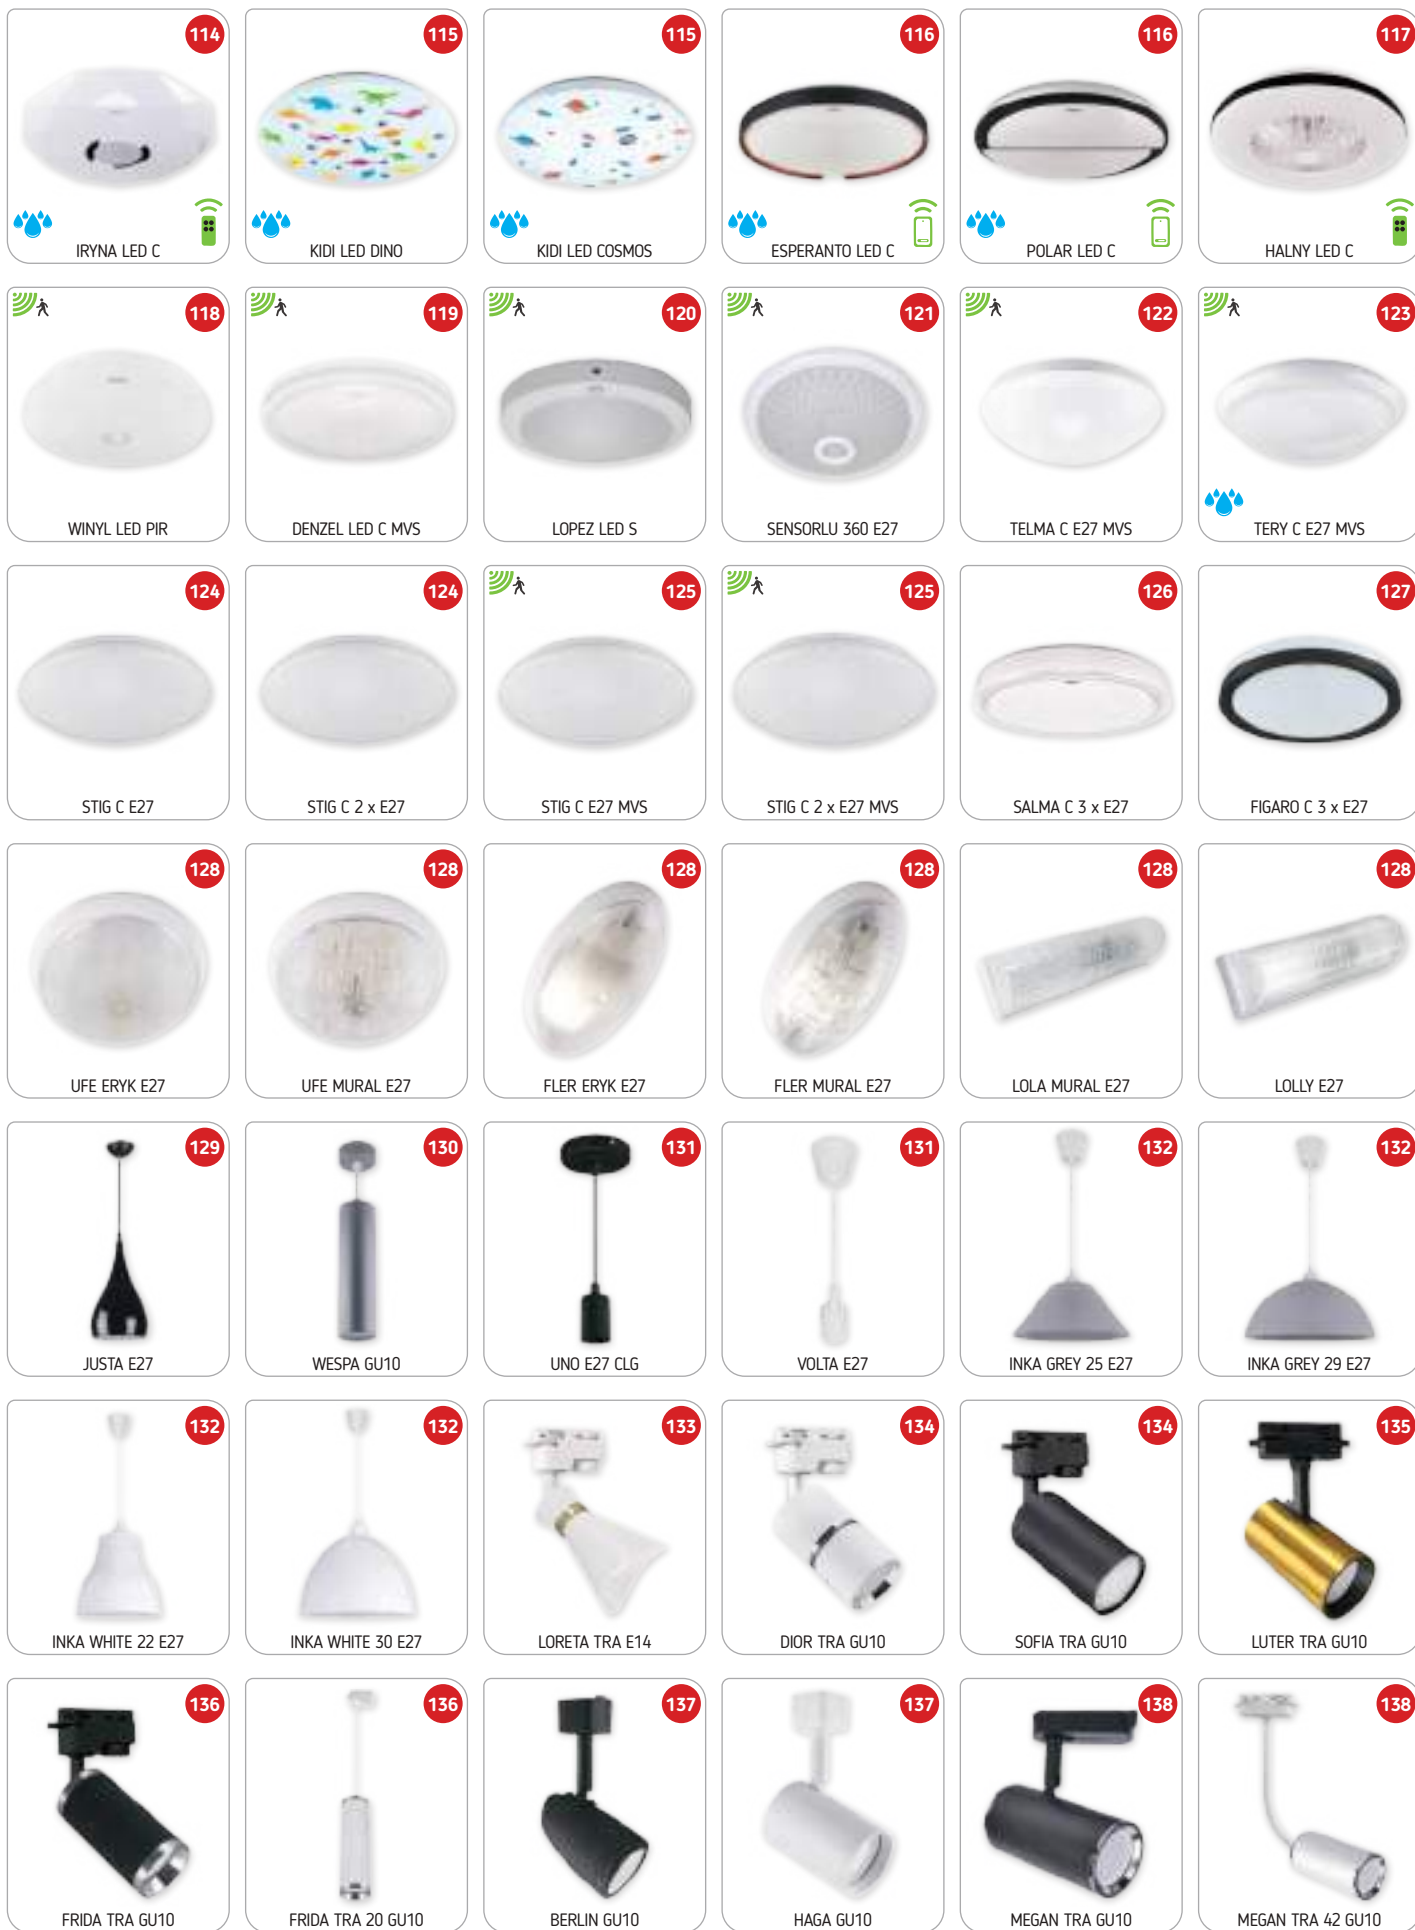 114
IRYNA LED C
115
KIDI LED DINO
115
KIDI LED COSMOS
116
ESPERANTO LED C
116
POLAR LED C
117
HALNY LED C
118
WINYL LED PIR
119
DENZEL LED C MVS
120
LOPEZ LED S
121
SENSORLU 360 E27
122
TELMA C E27 MVS
123
TERY C E27 MVS
124
STIG C E27
124
STIG C 2 x E27
125
STIG C E27 MVS
125
STIG C 2 x E27 MVS
126
SALMA C 3 x E27
127
FIGARO C 3 x E27
128
UFE ERYK E27
128
UFE MURAL E27
128
FLER ERYK E27
128
FLER MURAL E27
128
LOLA MURAL E27
128
LOLLY E27
129
JUSTA E27
130
WESPA GU10
131
UNO E27 CLG
131
VOLTA E27
132
INKA GREY 25 E27
132
INKA GREY 29 E27
132
INKA WHITE 22 E27
132
INKA WHITE 30 E27
133
LORETA TRA E14
134
DIOR TRA GU10
134
SOFIA TRA GU10
135
LUTER TRA GU10
136
FRIDA TRA GU10
136
FRIDA TRA 20 GU10
137
BERLIN GU10
137
HAGA GU10
138
MEGAN TRA GU10
138
MEGAN TRA 42 GU10